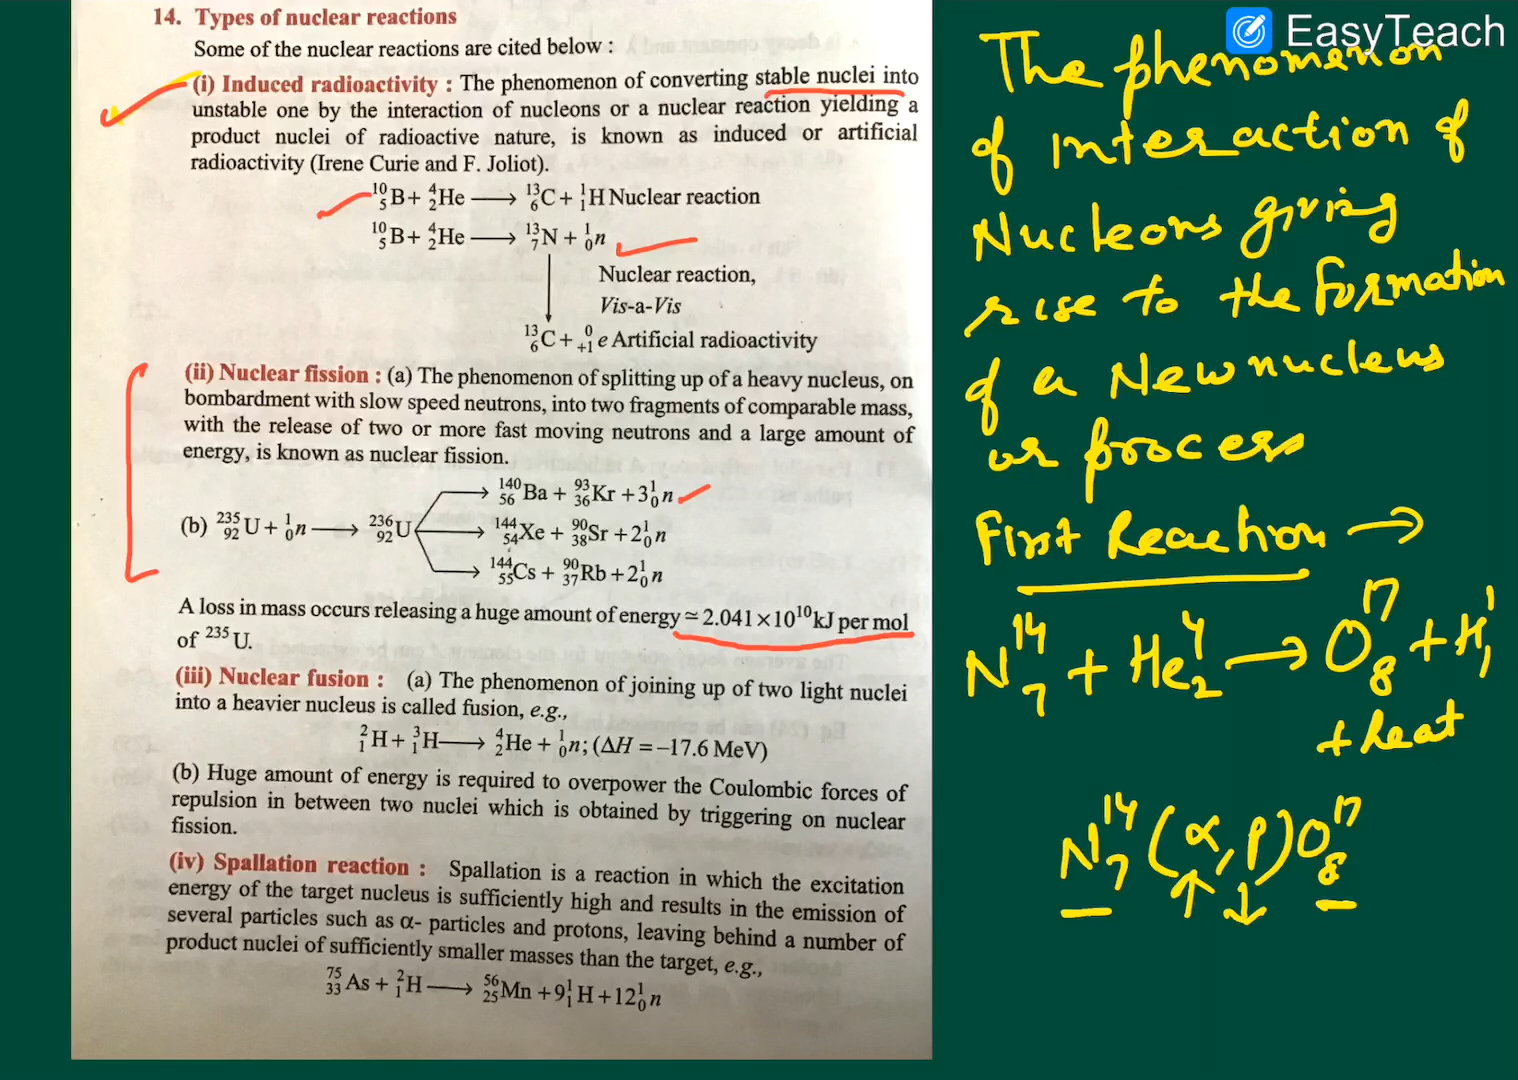 14. Types of nuclear reactions
Some of the nuclear reactions are cited below :
(i) Induced radioactivity : The phenomenon of converting stable nuclei into
unstable one by the interaction of nucleons or a nuclear reaction yielding a
product nuclei of radioactive nature, is known as induced or artificial
radioactivity (Irene Curie and F. Joliot).
¹⁰₅B + ⁴₂He ⟶ ¹³₆C + ¹₁H Nuclear reaction
¹⁰₅B + ⁴₂He ⟶ ¹³₇N + ¹₀n
Nuclear reaction,
Vis-a-Vis
¹³₆C + ⁰₊₁e Artificial radioactivity
(ii) Nuclear fission : (a) The phenomenon of splitting up of a heavy nucleus, on
bombardment with slow speed neutrons, into two fragments of comparable mass,
with the release of two or more fast moving neutrons and a large amount of
energy, is known as nuclear fission.
⟶ ¹⁴⁰₅₆Ba + ⁹³₃₆Kr + 3¹₀n
(b) ²³⁵₉₂U + ¹₀n ⟶ ²³⁶₉₂U ⟶ ¹⁴⁴₅₄Xe + ⁹⁰₃₈Sr + 2¹₀n
⟶ ¹⁴⁴₅₅Cs + ⁹⁰₃₇Rb + 2¹₀n
A loss in mass occurs releasing a huge amount of energy ≃ 2.041 × 10¹⁰ kJ per mol
of ²³⁵U.
(iii) Nuclear fusion : (a) The phenomenon of joining up of two light nuclei
into a heavier nucleus is called fusion, e.g.,
²₁H + ³₁H ⟶ ⁴₂He + ¹₀n; (ΔH = −17.6 MeV)
(b) Huge amount of energy is required to overpower the Coulombic forces of
repulsion in between two nuclei which is obtained by triggering on nuclear
fission.
(iv) Spallation reaction : Spallation is a reaction in which the excitation
energy of the target nucleus is sufficiently high and results in the emission of
several particles such as α- particles and protons, leaving behind a number of
product nuclei of sufficiently smaller masses than the target, e.g.,
⁷⁵₃₃As + ²₁H ⟶ ⁵⁶₂₅Mn + 9¹₁H + 12¹₀n
EasyTeach
The phenomenon
of interaction of
Nucleons giving
rise to the formation
of a New nucleus
or process
First Reaction →
N¹⁴₇ + He⁴₂ → O¹⁷₈ + H¹₁
+ heat
N¹⁴₇ (α, p) O¹⁷₈